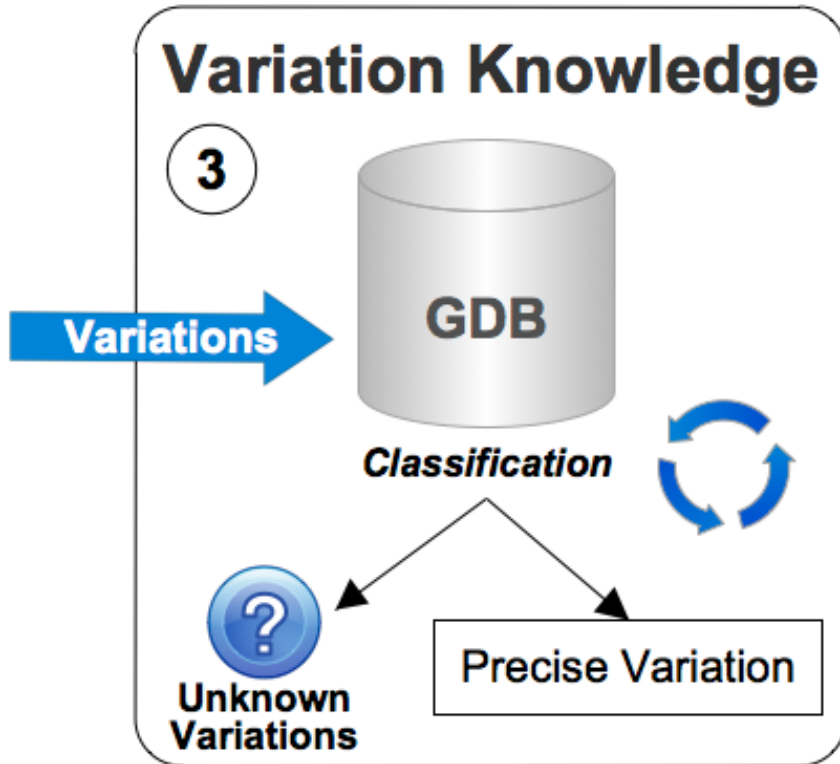 Variation Knowledge
3
Variations
GDB
Classification
?
Unknown
Variations
Precise Variation